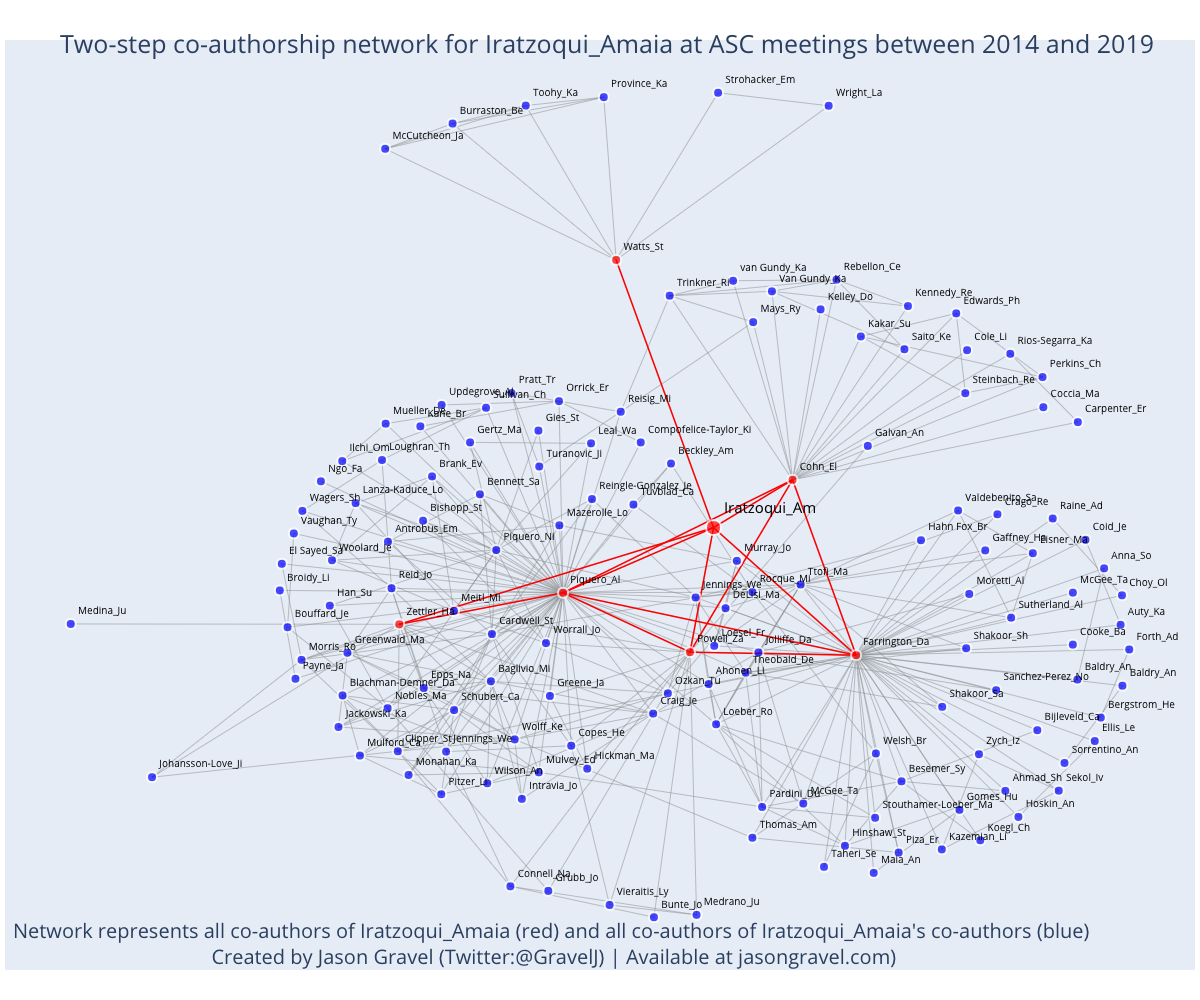 Two-step co-authorship network for Iratzoqui_Amaia at ASC meetings between 2014 and 2019
Strohacker_Em
Province_Ka
Toohy_Ka
Wright_La
Burraston_Be
McCutcheon_Ja
Watts_St
van Gundy_Ka
Rebellon_Ce
Trinkner_Ri
Van Gundy_Ka
Kennedy_Re
Kelley_Do
Edwards_Ph
Mays_Ry
Kakar_Su
Saito_Ke
Cole_Li
Rios-Segarra_Ka
Perkins_Ch
Steinbach_Re
Coccia_Ma
Carpenter_Er
Galvan_An
Cohn_El
Pratt_Tr
Orrick_Er
Updegrove_Al
Sullivan_Ch
Reisig_Mi
Mueller_De
Kane_Br
Gies_St
Gertz_Ma
Leal_Wa
Compofelice-Taylor_Ki
Ilchi_Om
Loughran_Th
Turanovic_Ji
Beckley_Am
Ngo_Fa
Brank_Ev
Bennett_Sa
Reingle-Gonzalez_Je
Tuvblad_Ca
Wagers_Sh
Lanza-Kaduce_Lo
Bishopp_St
Mazerolle_Lo
Iratzoqui_Am
Valdebenito_Sa
Crago_Re
Raine_Ad
Vaughan_Ty
Antrobus_Em
Piquero_Ni
Hahn Fox_Br
Gaffney_Ha
Eisner_Ma
Coid_Je
El Sayed_Sa
Woolard_Je
Murray_Jo
Anna_So
Broidy_Li
Reid_Jo
Piquero_Al
Jennings_We
Rocque_Mi
Ttofi_Ma
Moretti_Al
McGee_Ta
Choy_Ol
Han_Su
Meitl_Mi
DeLisi_Ma
Medina_Ju
Bouffard_Je
Zettler_Ha
Cardwell_St
Sutherland_Al
Auty_Ka
Morris_Ro
Greenwald_Ma
Worrall_Jo
Powell_Za
Loesel_Fr
Jolliffe_Da
Farrington_Da
Shakoor_Sh
Cooke_Ba
Forth_Ad
Payne_Ja
Theobald_De
Blachman-Demner_Da
Epps_Na
Baglivio_Mi
Ahonen_Li
Sanchez-Perez_No
Baldry_An
Baldry_An
Nobles_Ma
Schubert_Ca
Greene_Ja
Ozkan_Tu
Craig_Je
Shakoor_Sa
Bergstrom_He
Jackowski_Ka
Loeber_Ro
Bijleveld_Ca
Ellis_Le
Mulford_Ca
Clipper_St
Jennings_We
Wolff_Ke
Copes_He
Welsh_Br
Zych_Iz
Sorrentino_An
Johansson-Love_Ji
Monahan_Ka
Wilson_An
Mulvey_Ed
Hickman_Ma
Besemer_Sy
Ahmad_Sh
Sekol_Iv
Pitzer_La
Intravia_Jo
Pardini_Du
McGee_Ta
Stouthamer-Loeber_Ma
Gomes_Hu
Hoskin_An
Thomas_Am
Hinshaw_St
Piza_Er
Kazemian_Li
Koegl_Ch
Taheri_Se
Maia_An
Connell_Na
Grubb_Jo
Vieraitis_Ly
Bunte_Jo
Medrano_Ju
Network represents all co-authors of Iratzoqui_Amaia (red) and all co-authors of Iratzoqui_Amaia's co-authors (blue)
Created by Jason Gravel (Twitter:@GravelJ) | Available at jasongravel.com)